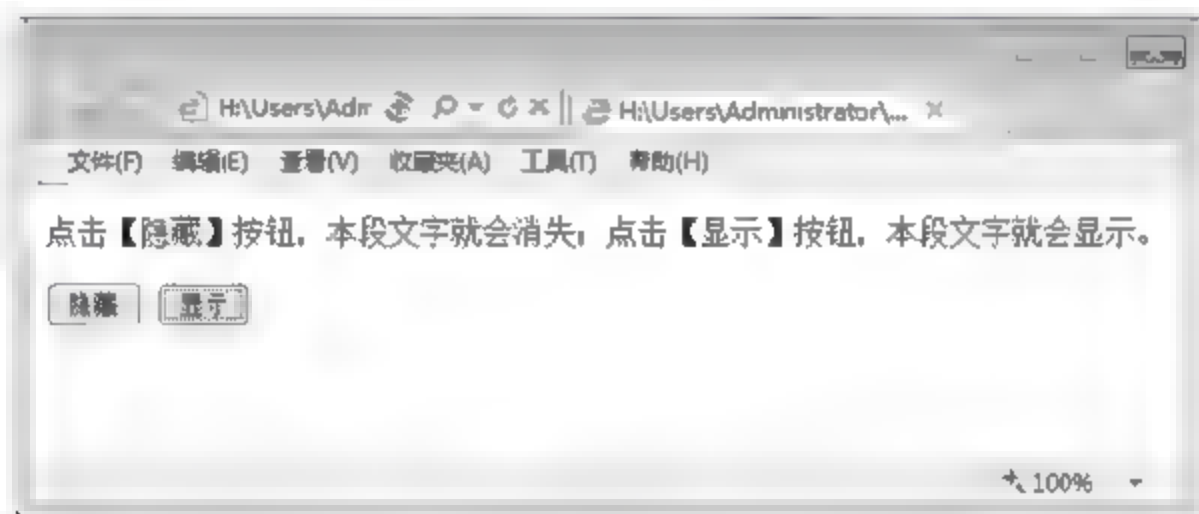 H:\Users\Adm
H:\Users\Administrator\...
文件(F) 编辑(E) 查看(V) 收藏夹(A) 工具(T) 帮助(H)
点击【隐藏】按钮，本段文字就会消失；点击【显示】按钮，本段文字就会显示。
隐藏 显示
100%